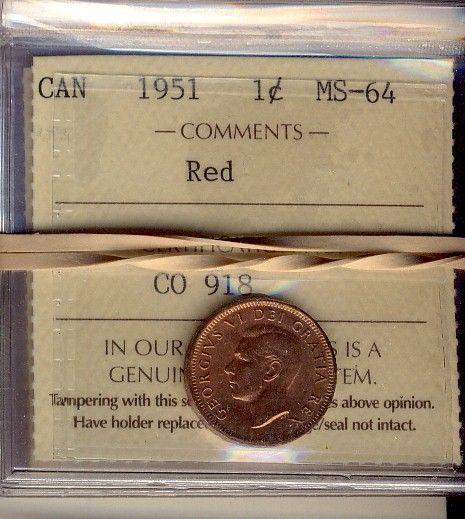 CAN 1951 1¢ MS-64
— COMMENTS —
Red
CO 918
IN OUR S IS A
GENUIN TEM.
Tampering with this se s above opinion.
Have holder replace /seal not intact.
GEORGIVS VI DEI GRATIA REX